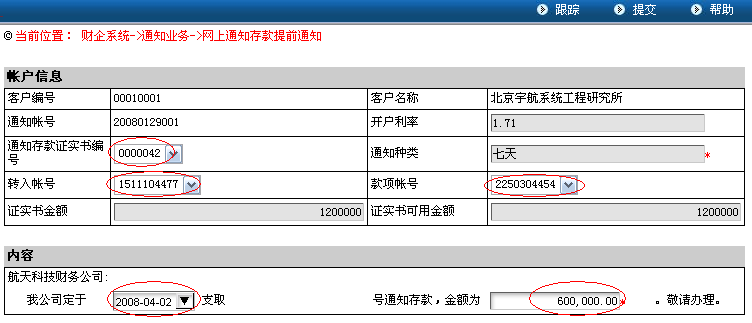 跟踪 提交 帮助
当前位置： 财企系统->通知业务->网上通知存款提前通知
帐户信息
客户编号 00010001 客户名称 北京宇航系统工程研究所
通知帐号 20080129001 开户利率 1.71
通知存款证实书编号 0000042 通知种类 七天 *
转入帐号 1511104477 款项帐号 2250304454
证实书金额 1200000 证实书可用金额 1200000
内容
航天科技财务公司:
我公司定于 2008-04-02 支取 号通知存款，金额为 600,000.00 * 。敬请办理。